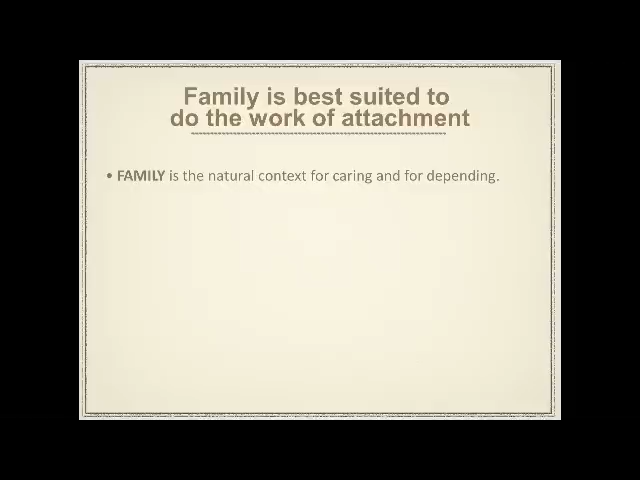 Family is best suited to
do the work of attachment
• FAMILY is the natural context for caring and for depending.